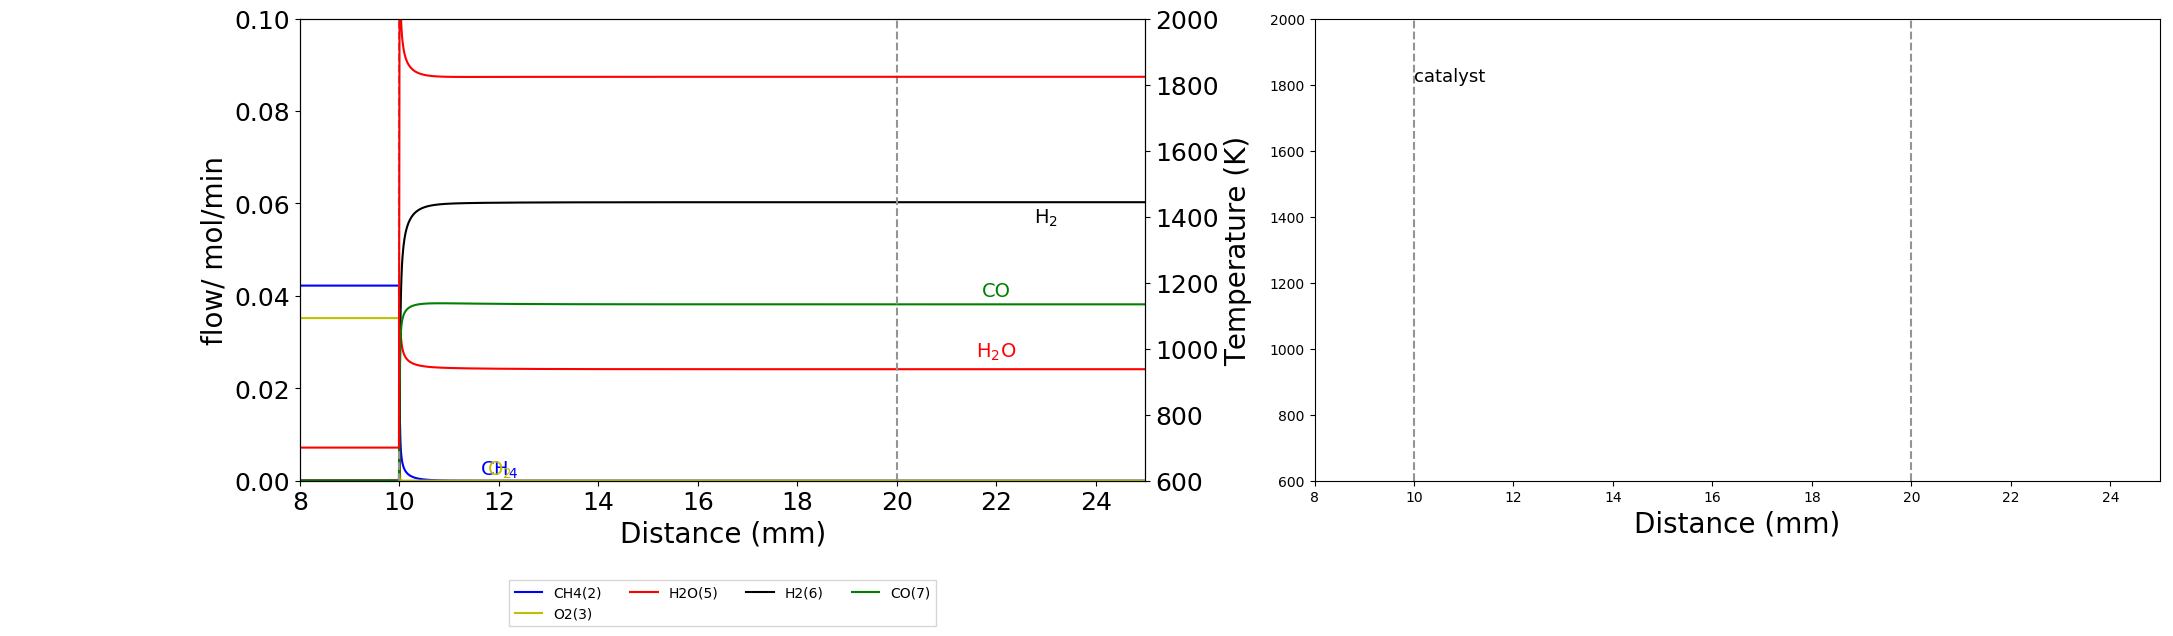 0.10
0.08
0.06
0.04
0.02
0.00
flow/ mol/min
8 10 12 14 16 18 20 22 24
Distance (mm)
2000
1800
1600
1400
1200
1000
800
600
Temperature (K)
H₂
CO
H₂O
CH₄
O₂
CH4(2) H2O(5) H2(6) CO(7)
O2(3)
2000
1800
1600
1400
1200
1000
800
600
catalyst
8 10 12 14 16 18 20 22 24
Distance (mm)